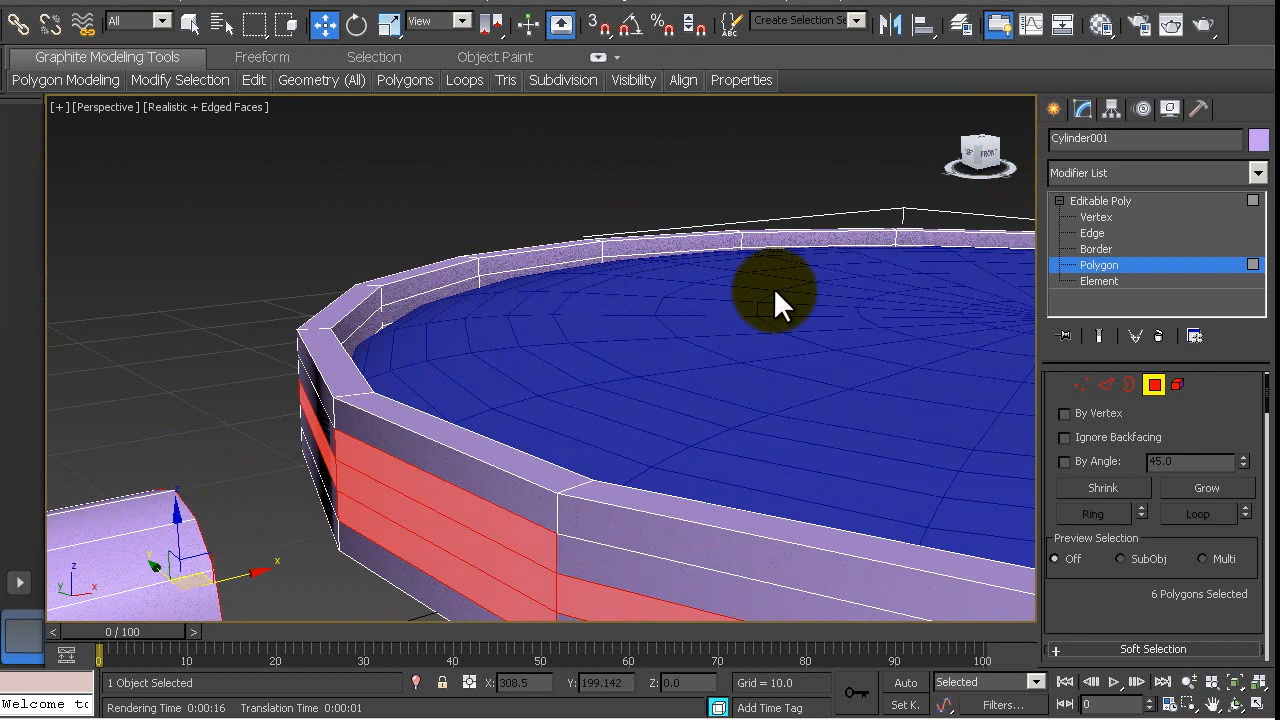 All
View
3
ABC
Create Selection Se
Graphite Modeling Tools
Freeform
Selection
Object Paint
Polygon Modeling
Modify Selection
Edit
Geometry (All)
Polygons
Loops
Tris
Subdivision
Visibility
Align
Properties
[+] [Perspective] [Realistic + Edged Faces]
FRONT
Cylinder001
Modifier List
Editable Poly
Vertex
Edge
Border
Polygon
Element
By Vertex
Ignore Backfacing
By Angle: 45.0
Shrink
Grow
Ring
Loop
Preview Selection
Off
SubObj
Multi
6 Polygons Selected
Soft Selection
z
x
y
z
x
y
< 0 / 100 >
0 10 20 30 40 50 60 70 80 90 100
1 Object Selected
X: 308.5
Y: 199.142
Z: 0.0
Grid = 10.0
Auto
Selected
Welcome to
Rendering Time 0:00:16
Translation Time 0:00:01
Add Time Tag
Set K.
Filters...
0